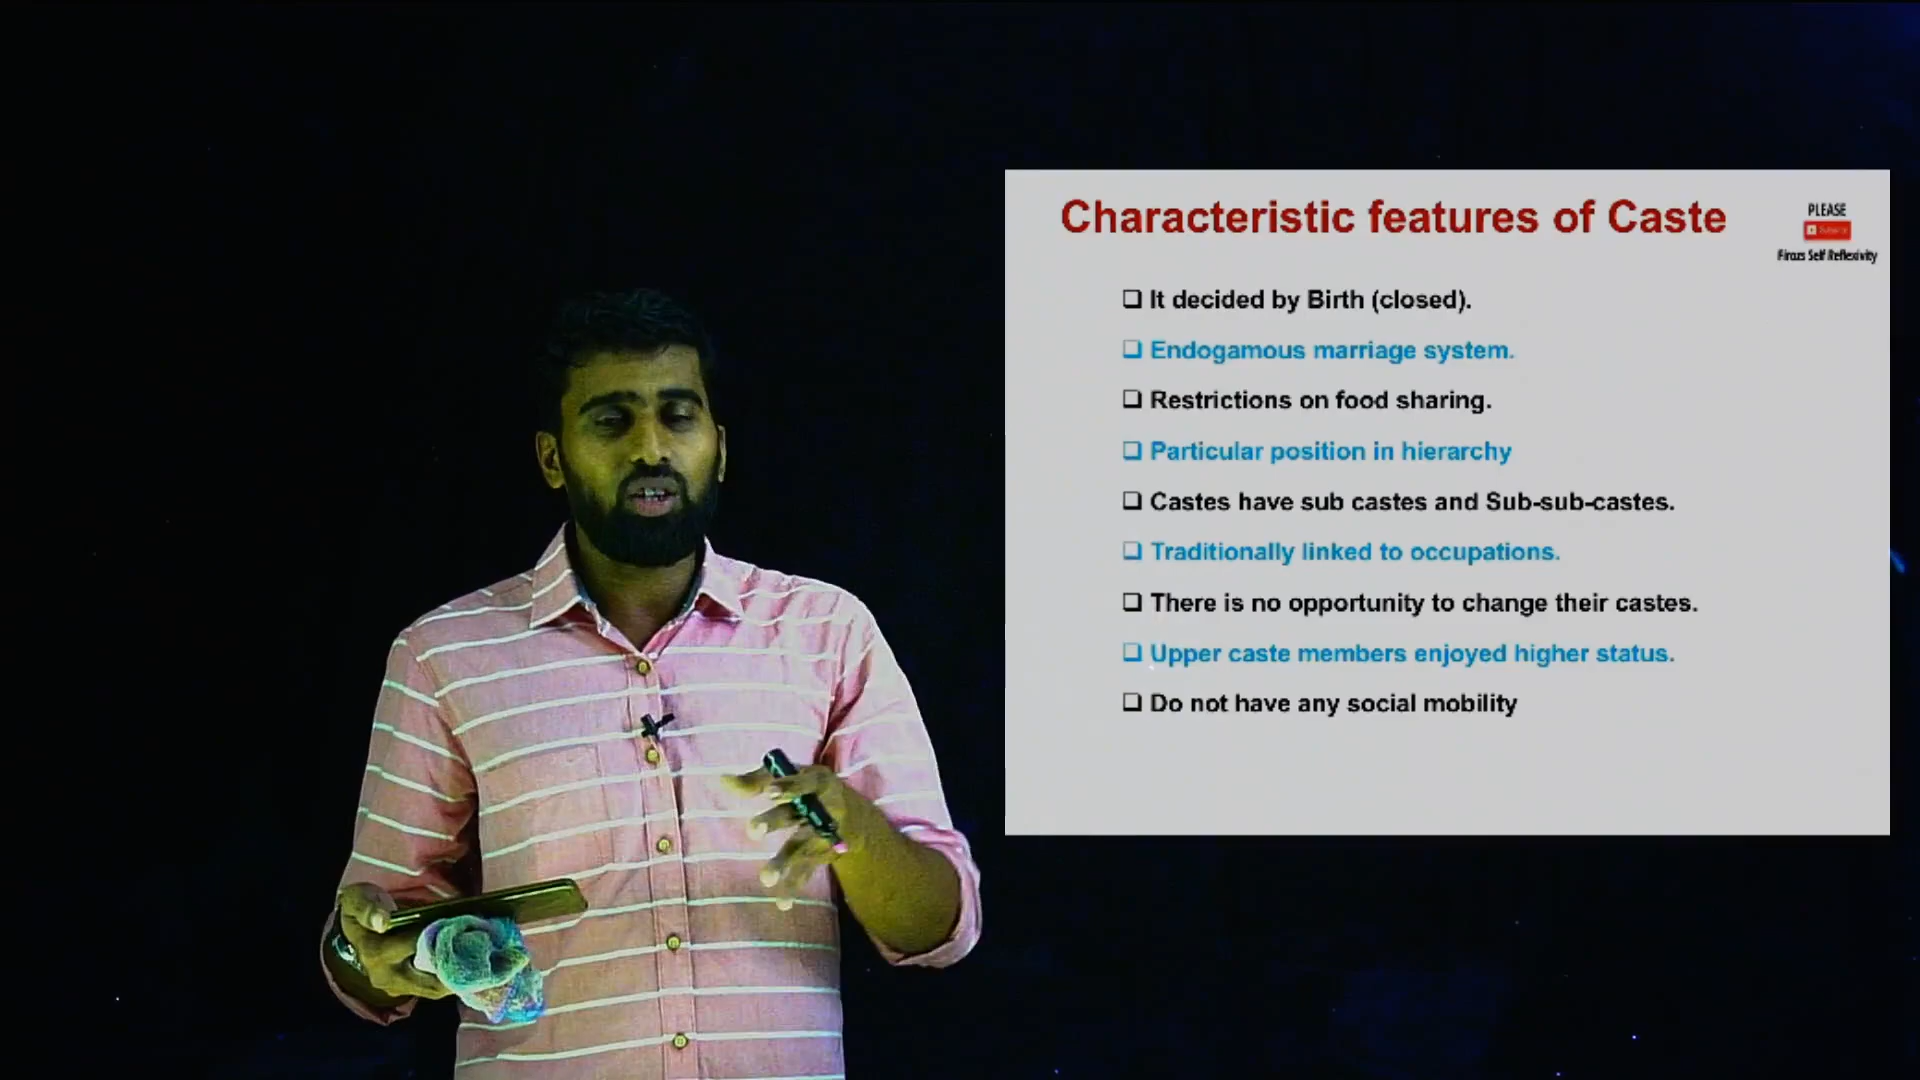 Characteristic features of Caste
PLEASE
Firozs Self Reflexivity
It decided by Birth (closed).
Endogamous marriage system.
Restrictions on food sharing.
Particular position in hierarchy
Castes have sub castes and Sub-sub-castes.
Traditionally linked to occupations.
There is no opportunity to change their castes.
Upper caste members enjoyed higher status.
Do not have any social mobility